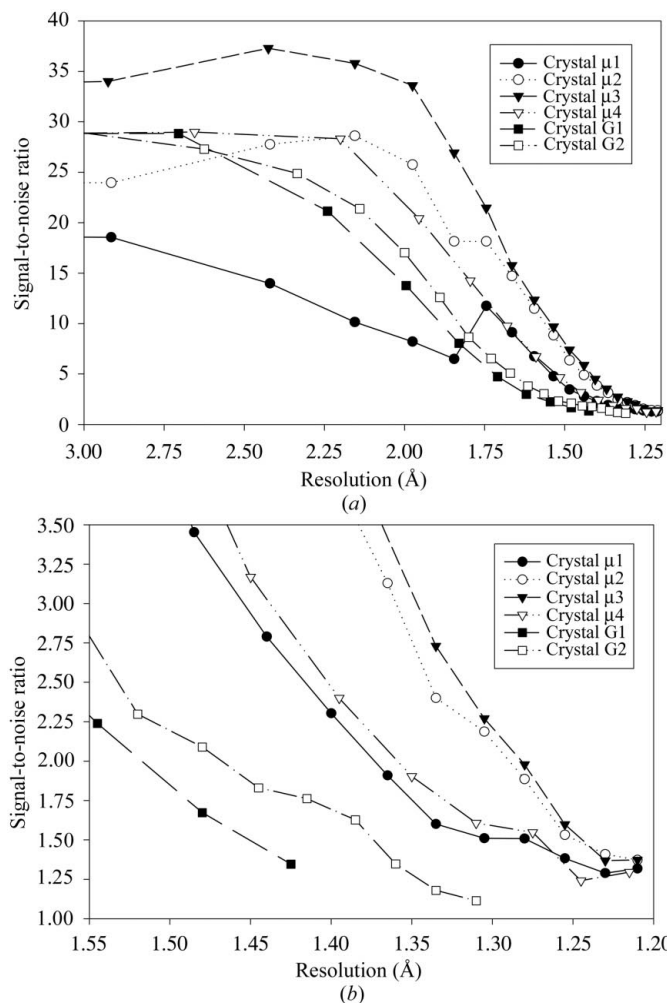 40
35
30
25
20
15
10
5
1
Signal-to-noise ratio
Crystal μ1
Crystal μ2
Crystal μ3
Crystal μ4
Crystal G1
Crystal G2
3.00 2.75 2.50 2.25 2.00 1.75 1.50 1.25
Resolution (Å)
(a)
3.50
3.25
3.00
2.75
2.50
2.25
2.00
1.75
1.50
1.25
1.00
Signal-to-noise ratio
Crystal μ1
Crystal μ2
Crystal μ3
Crystal μ4
Crystal G1
Crystal G2
1.55 1.50 1.45 1.40 1.35 1.30 1.25 1.20
Resolution (Å)
(b)